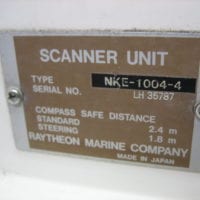 SCANNER UNIT
TYPE NKE-1004-4
SERIAL NO. LH 35787
COMPASS SAFE DISTANCE
STANDARD 2.4 m
STEERING 1.8 m
RAYTHEON MARINE COMPANY
MADE IN JAPAN